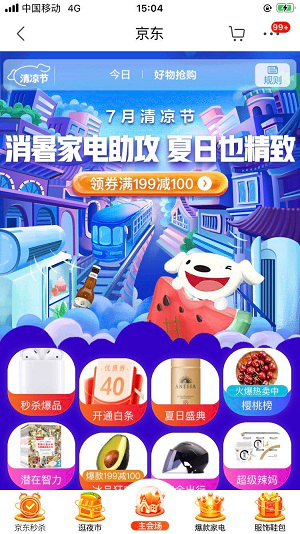 中国移动 4G 15:04
京东
99+
清凉节 今日 | 好物抢购 规则
7月清凉节
消暑家电助攻 夏日也精致
领券满199减100
优惠券
40
ANESSA
火爆热卖中
秒杀爆品 开通白条 夏日盛典 樱桃榜
爆款199减100
潜在智力 超级辣妈
京东秒杀 逛夜市 主会场 爆款家电 服饰鞋包